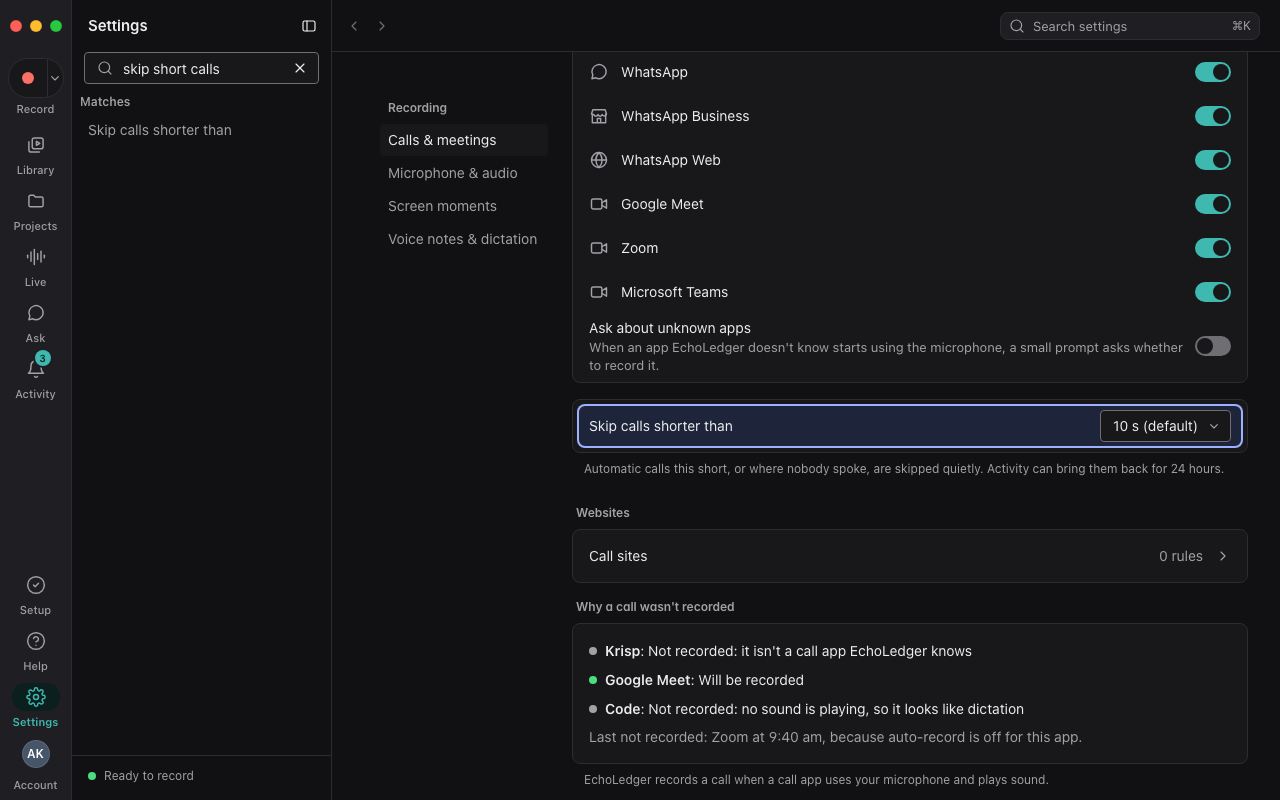 Settings
Search settings
⌘K
skip short calls
Matches
Skip calls shorter than
Record
Library
Projects
Live
Ask
3
Activity
Setup
Help
Settings
AK
Account
Ready to record
Recording
Calls & meetings
Microphone & audio
Screen moments
Voice notes & dictation
WhatsApp
WhatsApp Business
WhatsApp Web
Google Meet
Zoom
Microsoft Teams
Ask about unknown apps
When an app EchoLedger doesn't know starts using the microphone, a small prompt asks whether
to record it.
Skip calls shorter than
10 s (default)
Automatic calls this short, or where nobody spoke, are skipped quietly. Activity can bring them back for 24 hours.
Websites
Call sites
0 rules
Why a call wasn't recorded
Krisp: Not recorded: it isn't a call app EchoLedger knows
Google Meet: Will be recorded
Code: Not recorded: no sound is playing, so it looks like dictation
Last not recorded: Zoom at 9:40 am, because auto-record is off for this app.
EchoLedger records a call when a call app uses your microphone and plays sound.